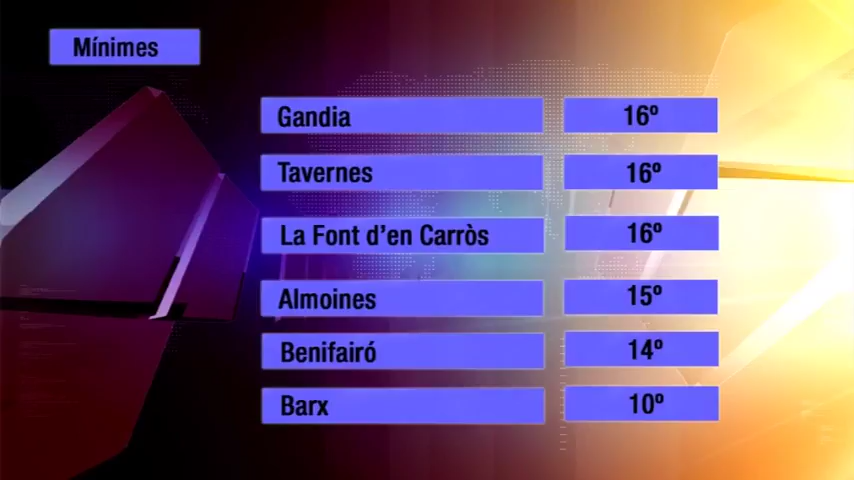 Mínimes
Gandia 16º
Tavernes 16º
La Font d'en Carròs 16º
Almoines 15º
Benifairó 14º
Barx 10º